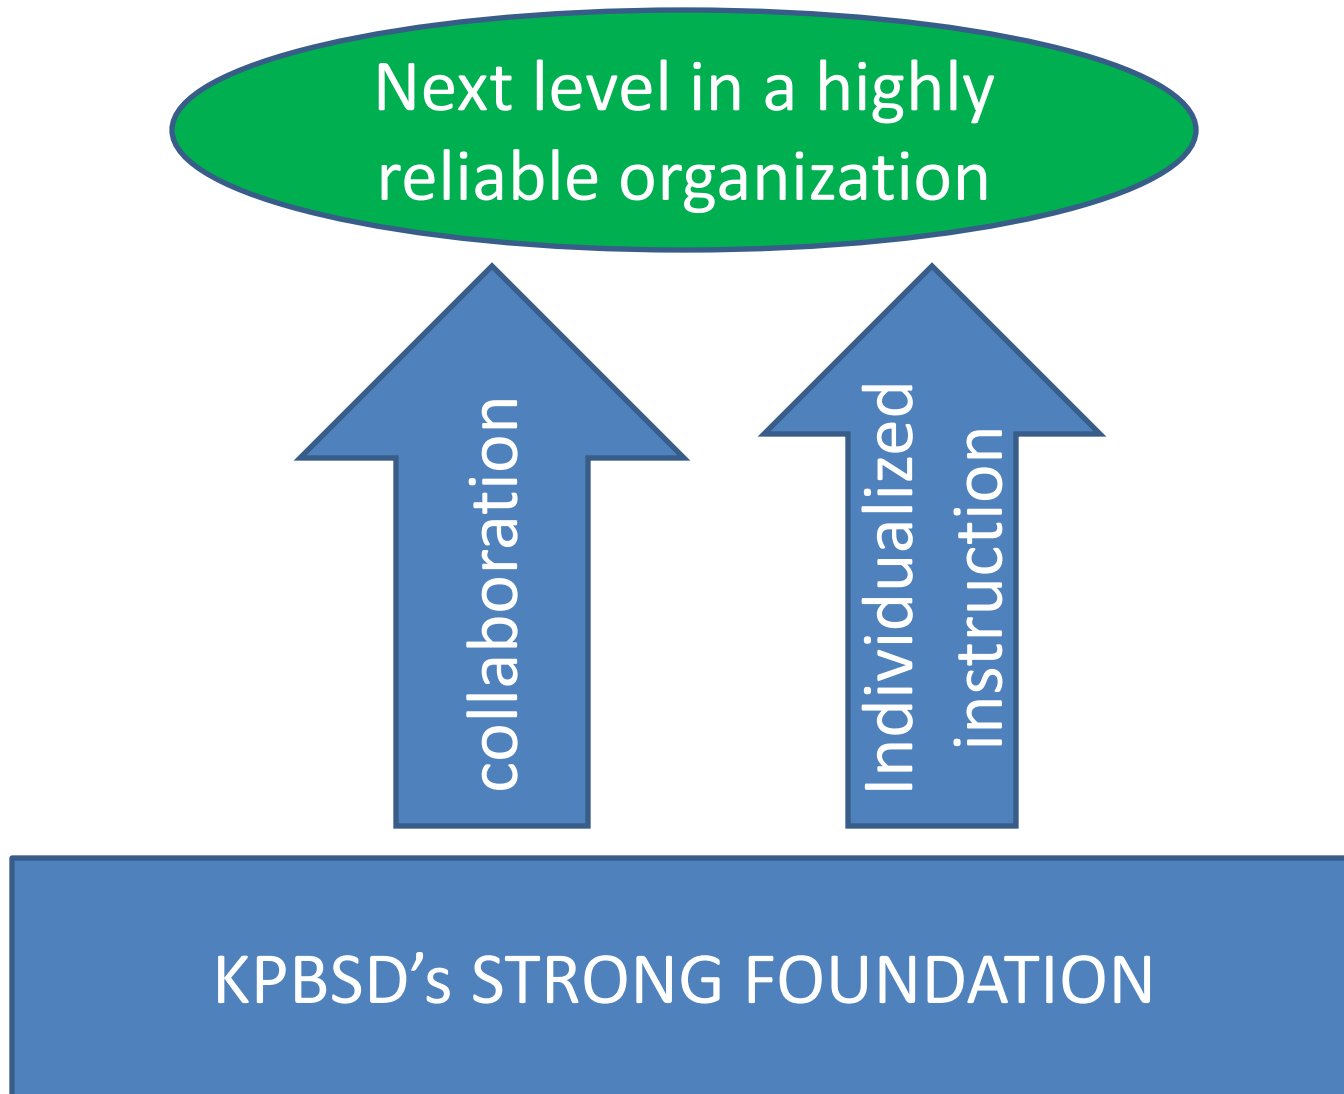 Next level in a highly
reliable organization
collaboration
Individualized
instruction
KPBSD’s STRONG FOUNDATION